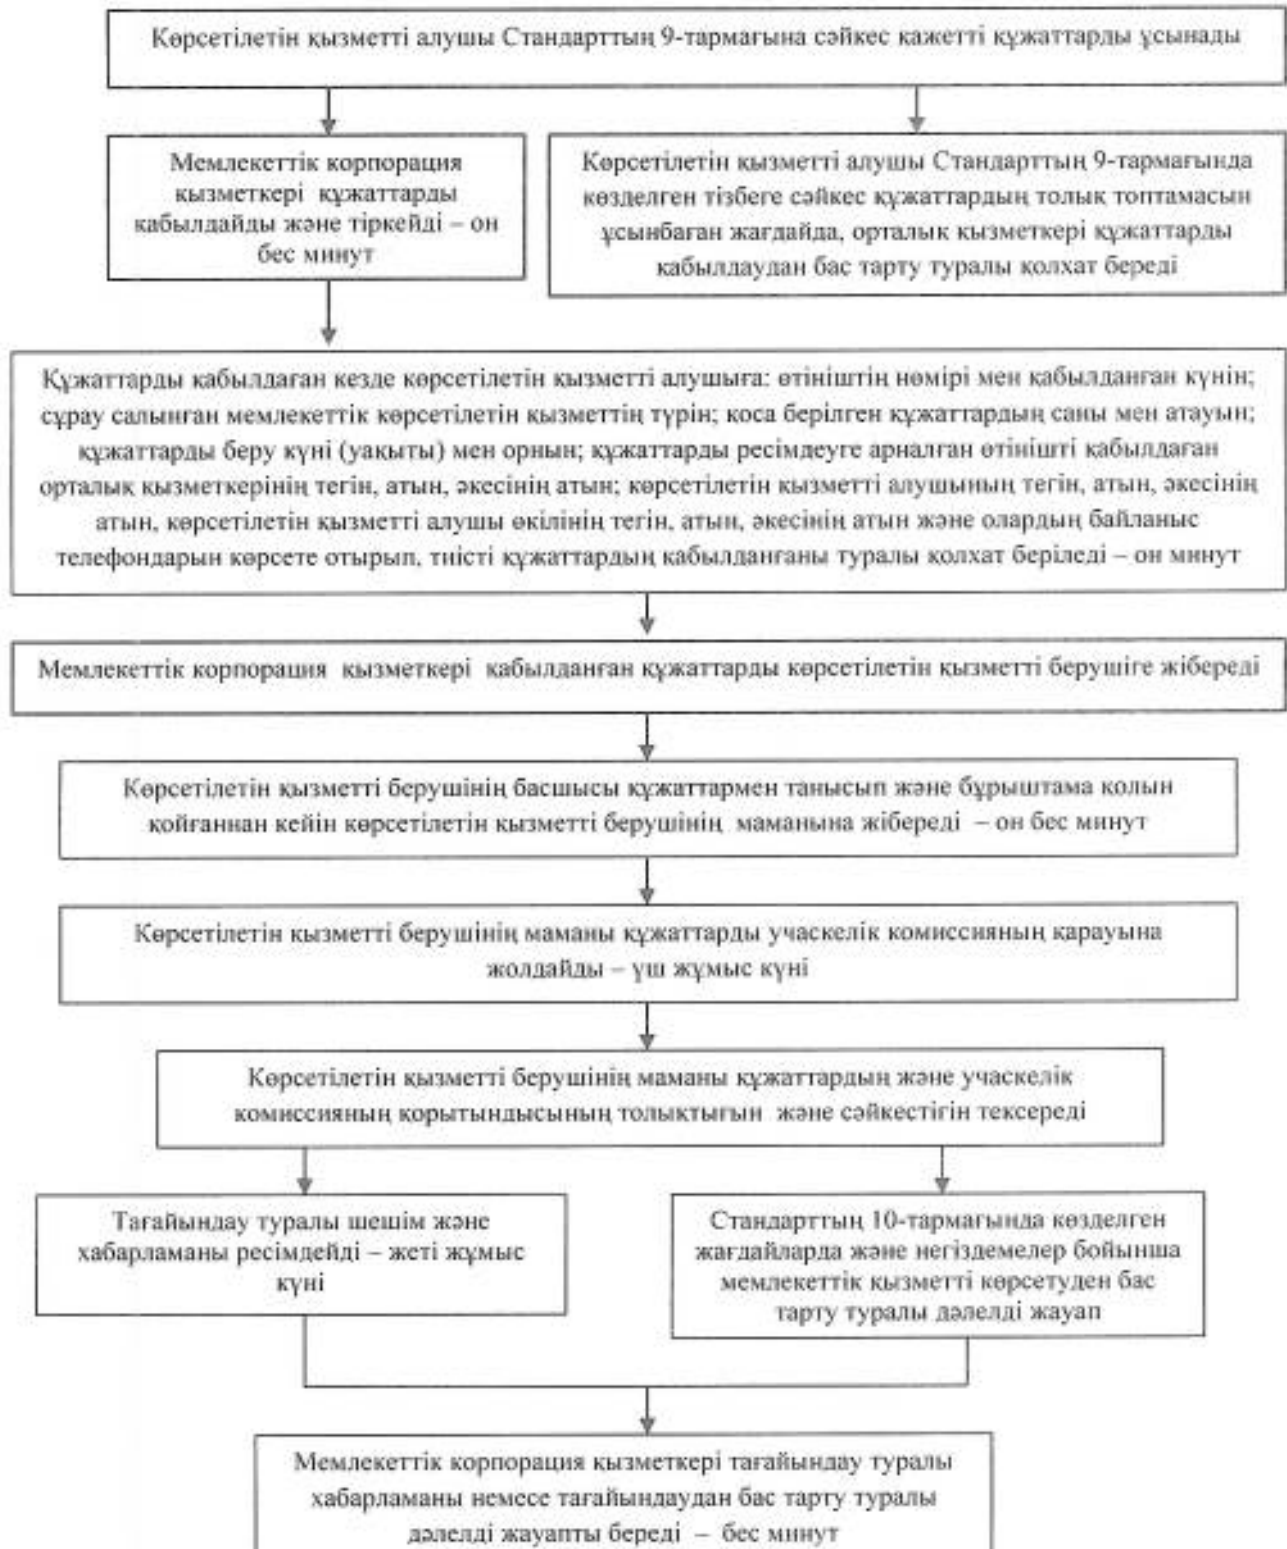 Көрсетілетін қызметті алушы Стандарттың 9-тармағына сәйкес қажетті құжаттарды ұсынады
Мемлекеттік корпорация
қызметкері құжаттарды
қабылдайды және тіркейді – он
бес минут
Көрсетілетін қызметті алушы Стандарттың 9-тармағында
көзделген тізбеге сәйкес құжаттардың толық топтамасын
ұсынбаған жағдайда, орталық қызметкері құжаттарды
қабылдаудан бас тарту туралы қолхат береді
Құжаттарды қабылдаған кезде көрсетілетін қызметті алушыға: өтініштің нөмірі мен қабылданған күнін;
сұрау салынған мемлекеттік көрсетілетін қызметтің түрін; қоса берілген құжаттардың саны мен атауын;
құжаттарды беру күні (уақыты) мен орнын; құжаттарды ресімдеуге арналған өтінішті қабылдаған
орталық қызметкерінің тегін, атын, әкесінің атын; көрсетілетін қызметті алушының тегін, атын, әкесінің
атын, көрсетілетін қызметті алушы өкілінің тегін, атын, әкесінің атын және олардың байланыс
телефондарын көрсете отырып, тиісті құжаттардың қабылданғаны туралы қолхат беріледі – он минут
Мемлекеттік корпорация қызметкері қабылданған құжаттарды көрсетілетін қызметті берушіге жібереді
Көрсетілетін қызметті берушінің басшысы құжаттармен танысып және бұрыштама қолын
қойғаннан кейін көрсетілетін қызметті берушінің маманына жібереді – он бес минут
Көрсетілетін қызметті берушінің маманы құжаттарды учаскелік комиссияның қарауына
жолдайды – үш жұмыс күні
Көрсетілетін қызметті берушінің маманы құжаттардың және учаскелік
комиссияның қорытындысының толықтығын және сәйкестігін тексереді
Тағайындау туралы шешім және
хабарламаны ресімдейді – жеті жұмыс
күні
Стандарттың 10-тармағында көзделген
жағдайларда және негіздемелер бойынша
мемлекеттік қызметті көрсетуден бас
тарту туралы дәлелді жауап
Мемлекеттік корпорация қызметкері тағайындау туралы
хабарламаны немесе тағайындаудан бас тарту туралы
дәлелді жауапты береді – бес минут